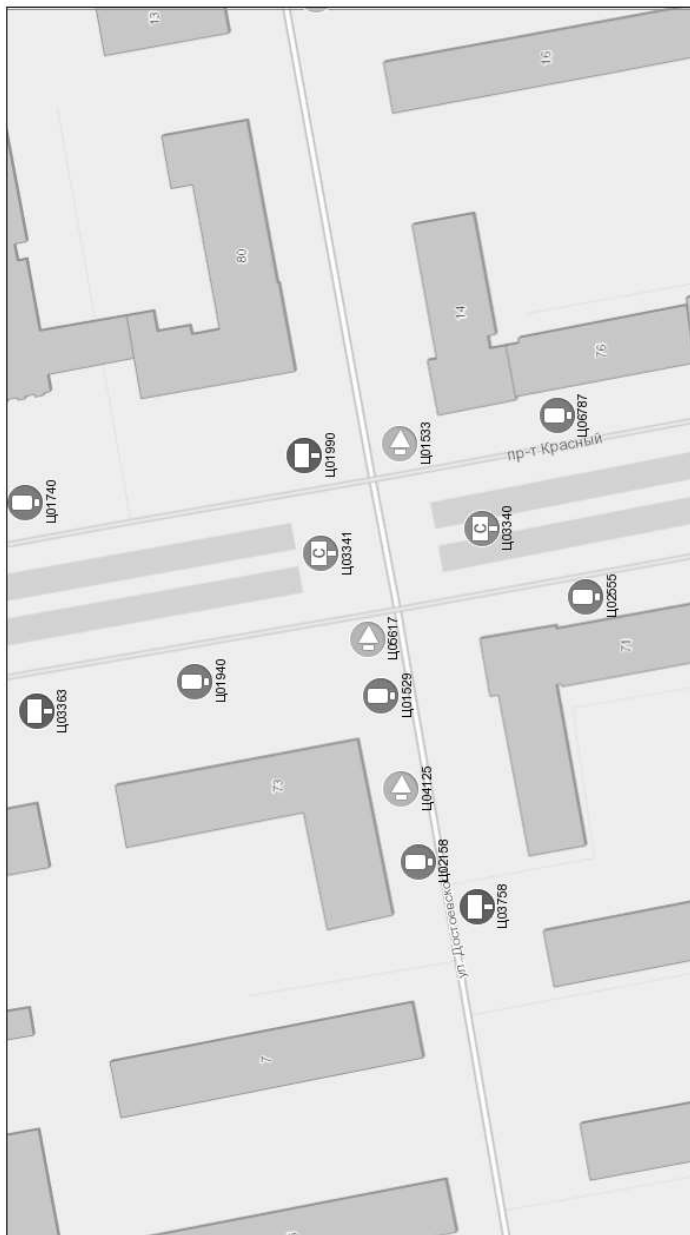 13
16
80
14
76
Ц01740
Ц01990
Ц01533
Ц06787
пр-т Красный
Ц03341
Ц03340
Ц03363
Ц01940
Ц05617
Ц01529
Ц02555
71
73
Ц04125
Ц02158
ул. Достоевско
Ц03758
7